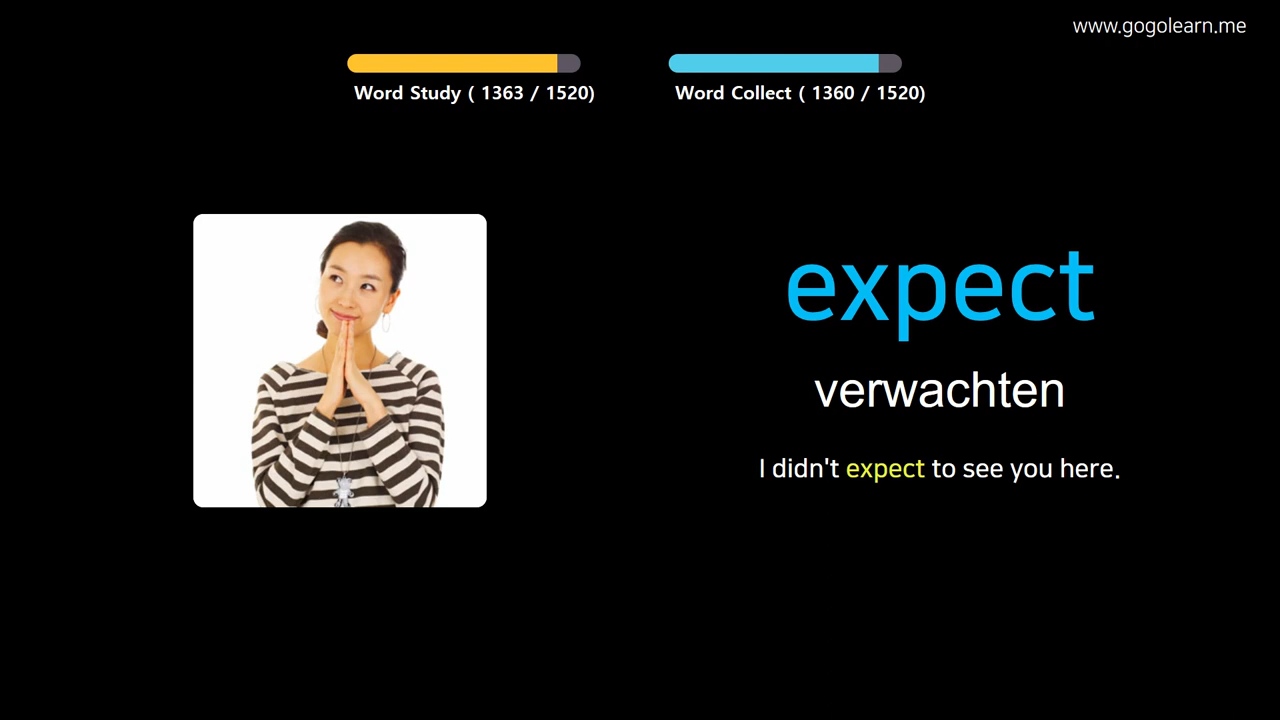 www.gogolearn.me
Word Study ( 1363 / 1520)
Word Collect ( 1360 / 1520)
expect
verwachten
I didn't expect to see you here.